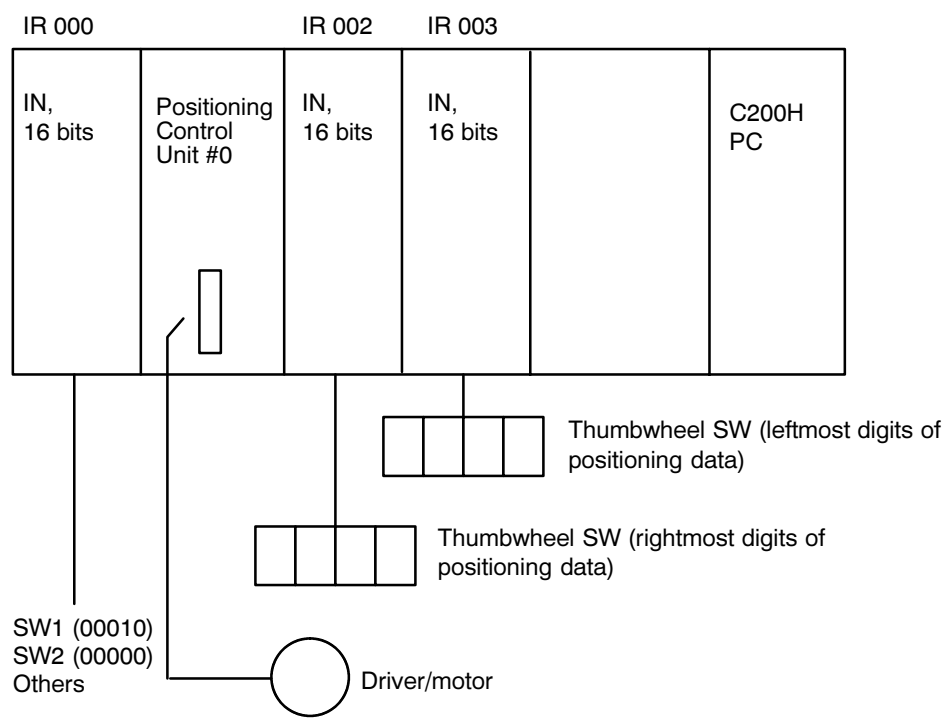 IR 000
IR 002
IR 003
IN,
16 bits
Positioning
Control
Unit #0
IN,
16 bits
IN,
16 bits
C200H
PC
Thumbwheel SW (leftmost digits of
positioning data)
Thumbwheel SW (rightmost digits of
positioning data)
SW1 (00010)
SW2 (00000)
Others
Driver/motor